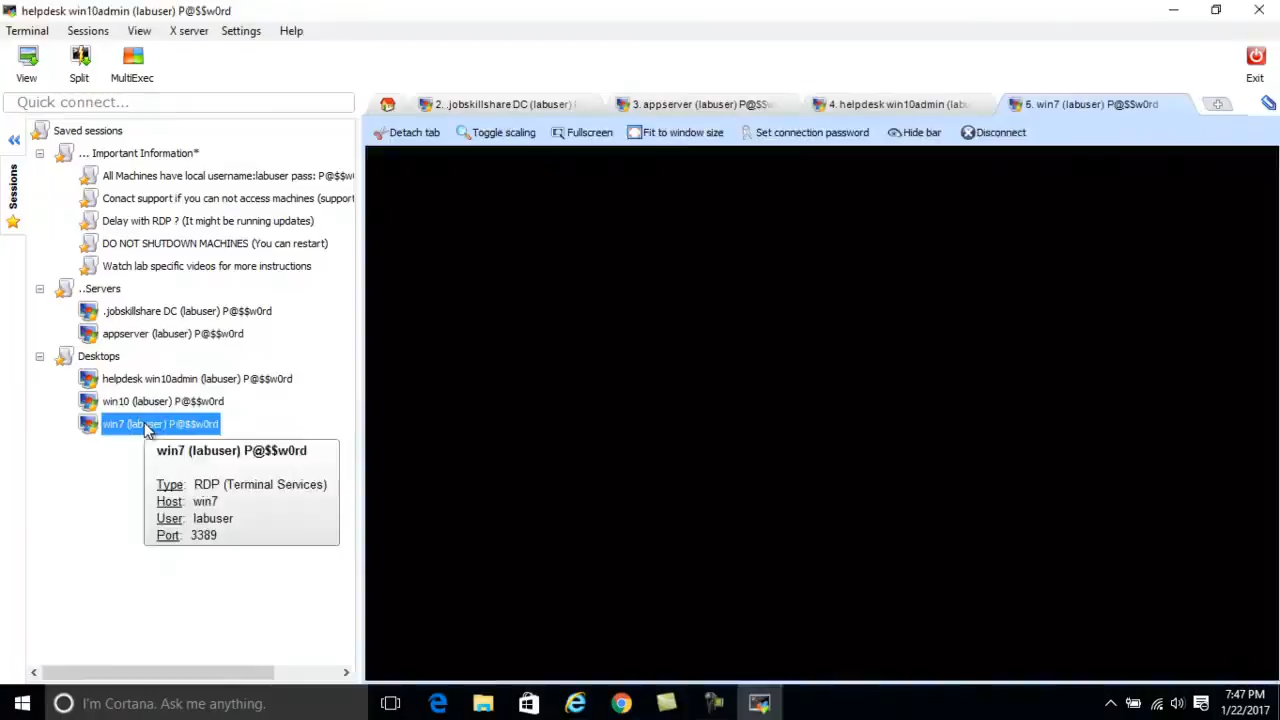 helpdesk win10admin (labuser) P@$$w0rd
Terminal Sessions View X server Settings Help
View Split MultiExec Exit
Quick connect...
2. .jobskillshare DC (labuser) 3. appserver (labuser) P@$$w 4. helpdesk win10admin (lab 5. win7 (labuser) P@$$w0rd
Detach tab Toggle scaling Fullscreen Fit to window size Set connection password Hide bar Disconnect
Sessions
Saved sessions
... Important Information*
All Machines have local username:labuser pass: P@$$w
Conact support if you can not access machines (support
Delay with RDP ? (It might be running updates)
DO NOT SHUTDOWN MACHINES (You can restart)
Watch lab specific videos for more instructions
..Servers
.jobskillshare DC (labuser) P@$$w0rd
appserver (labuser) P@$$w0rd
Desktops
helpdesk win10admin (labuser) P@$$w0rd
win10 (labuser) P@$$w0rd
win7 (labuser) P@$$w0rd
win7 (labuser) P@$$w0rd
Type: RDP (Terminal Services)
Host: win7
User: labuser
Port: 3389
I'm Cortana. Ask me anything.
7:47 PM
1/22/2017